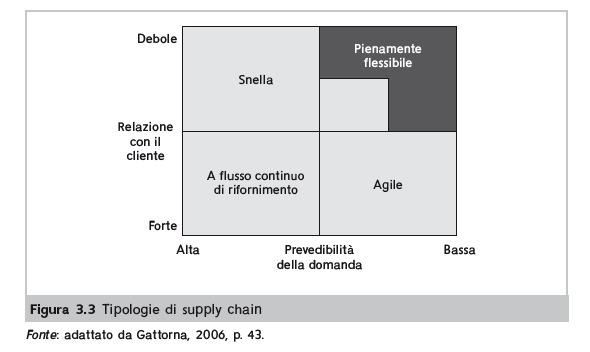 Debole
Pienamente
flessibile
Snella
Relazione
con il
cliente
A flusso continuo
di rifornimento
Agile
Forte
Alta
Prevedibilità
della domanda
Bassa
Figura 3.3 Tipologie di supply chain
Fonte: adattato da Gattorna, 2006, p. 43.